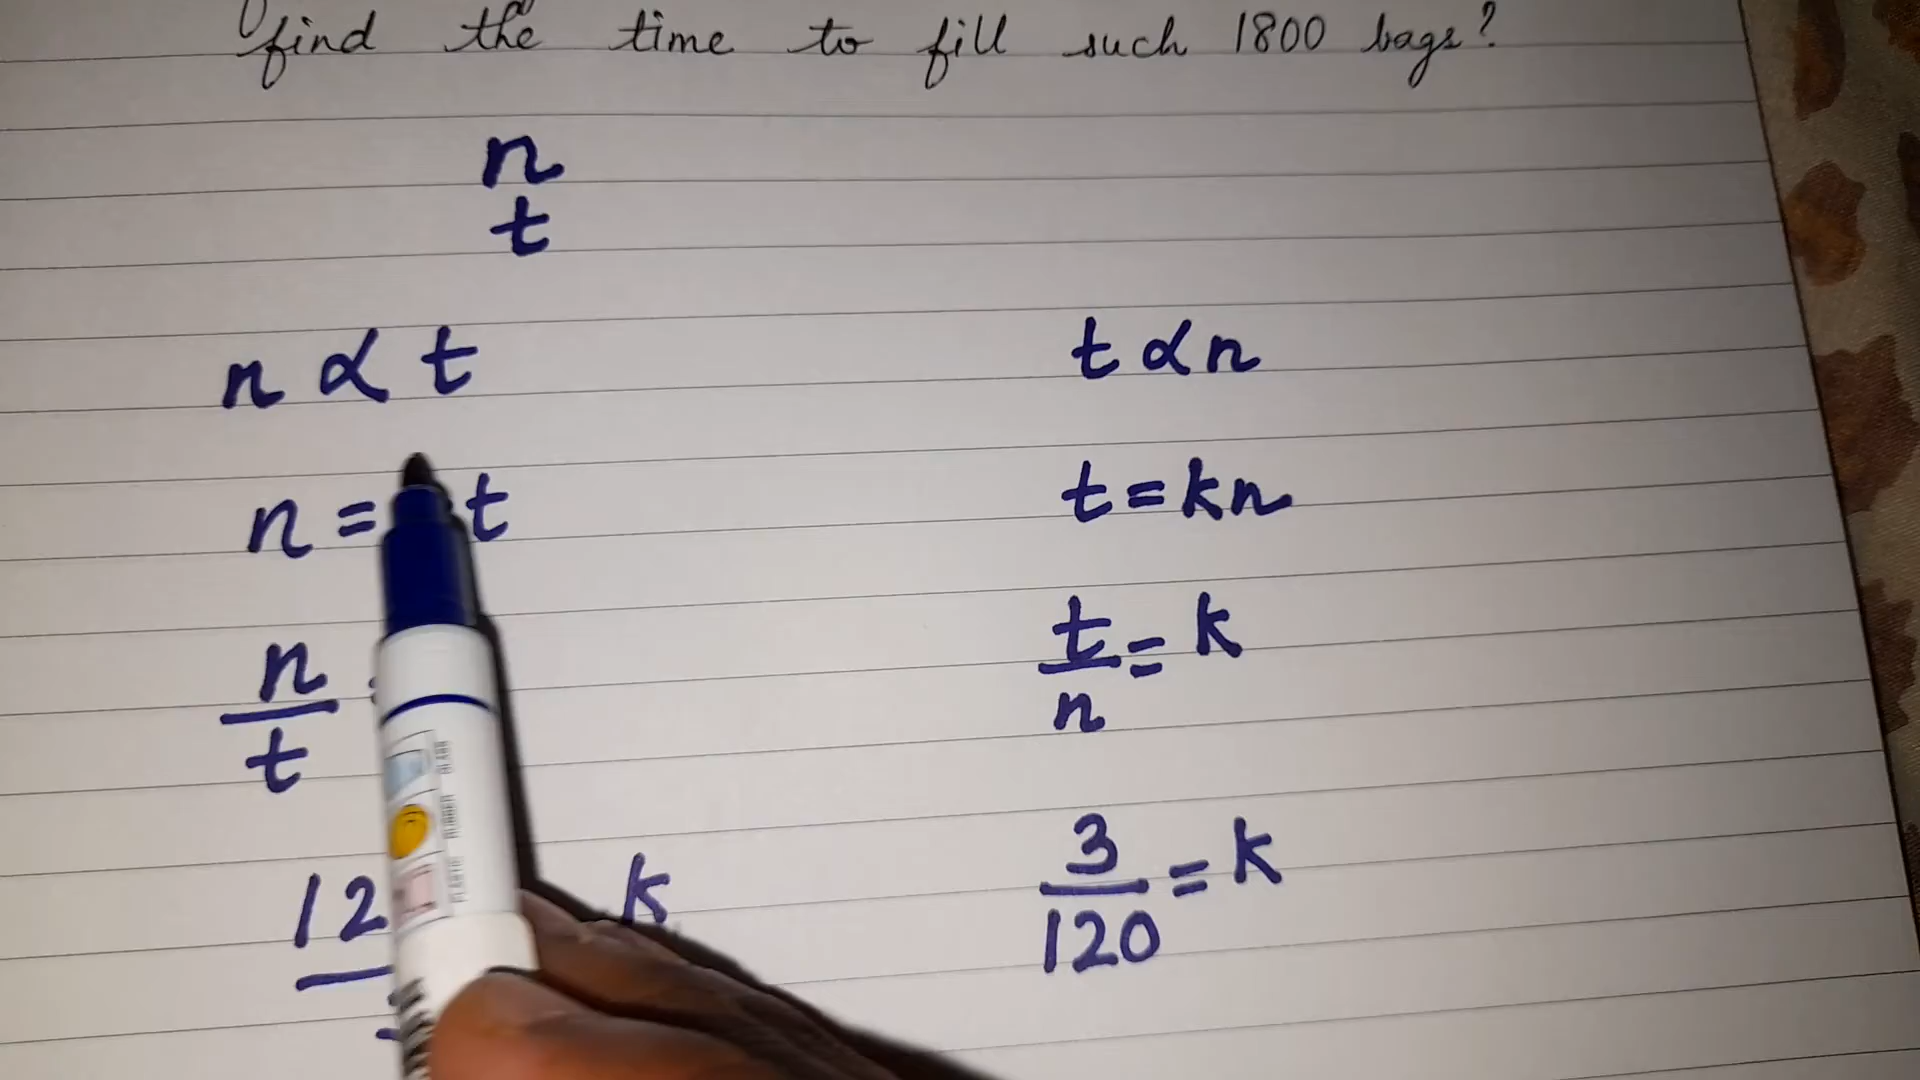 find the time to fill such 1800 bags?
n
t
n ∝ t
n = t
n
t
12
k
t ∝ n
t = kn
t/n = k
3/120 = k